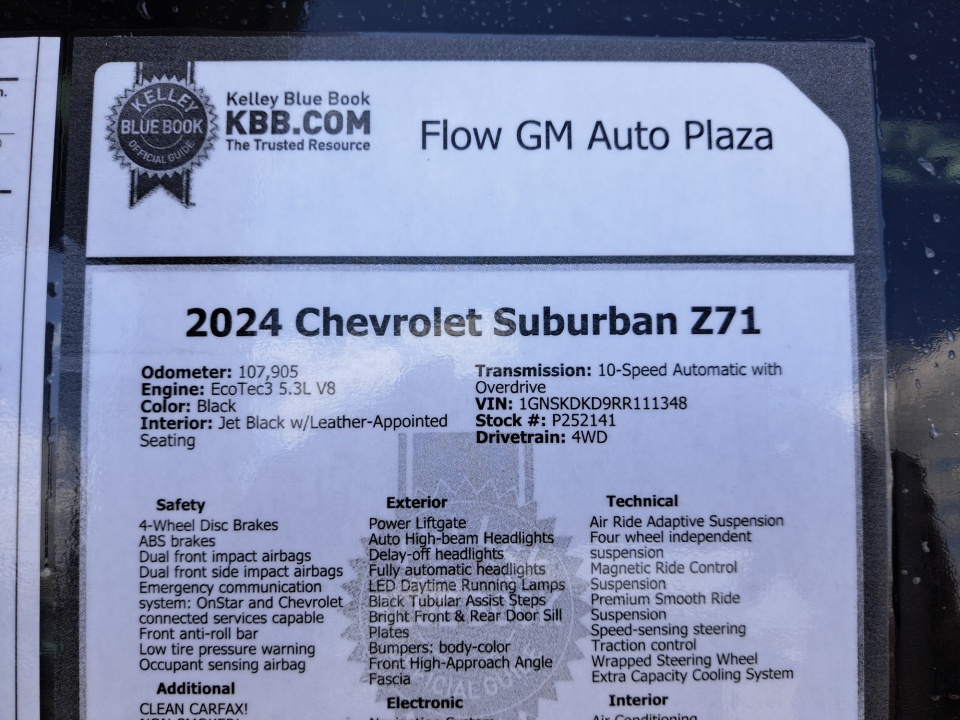 KELLEY
BLUE BOOK
OFFICIAL GUIDE
Kelley Blue Book
KBB.COM
The Trusted Resource
Flow GM Auto Plaza
2024 Chevrolet Suburban Z71
Odometer: 107,905
Engine: EcoTec3 5.3L V8
Color: Black
Interior: Jet Black w/Leather-Appointed
Seating
Transmission: 10-Speed Automatic with
Overdrive
VIN: 1GNSKDKD9RR111348
Stock #: P252141
Drivetrain: 4WD
Safety
4-Wheel Disc Brakes
ABS brakes
Dual front impact airbags
Dual front side impact airbags
Emergency communication
system: OnStar and Chevrolet
connected services capable
Front anti-roll bar
Low tire pressure warning
Occupant sensing airbag
Additional
CLEAN CARFAX!
Exterior
Power Liftgate
Auto High-beam Headlights
Delay-off headlights
Fully automatic headlights
LED Daytime Running Lamps
Black Tubular Assist Steps
Bright Front & Rear Door Sill
Plates
Bumpers: body-color
Front High-Approach Angle
Fascia
Electronic
Technical
Air Ride Adaptive Suspension
Four wheel independent
suspension
Magnetic Ride Control
Suspension
Premium Smooth Ride
Suspension
Speed-sensing steering
Traction control
Wrapped Steering Wheel
Extra Capacity Cooling System
Interior
Air Conditioning